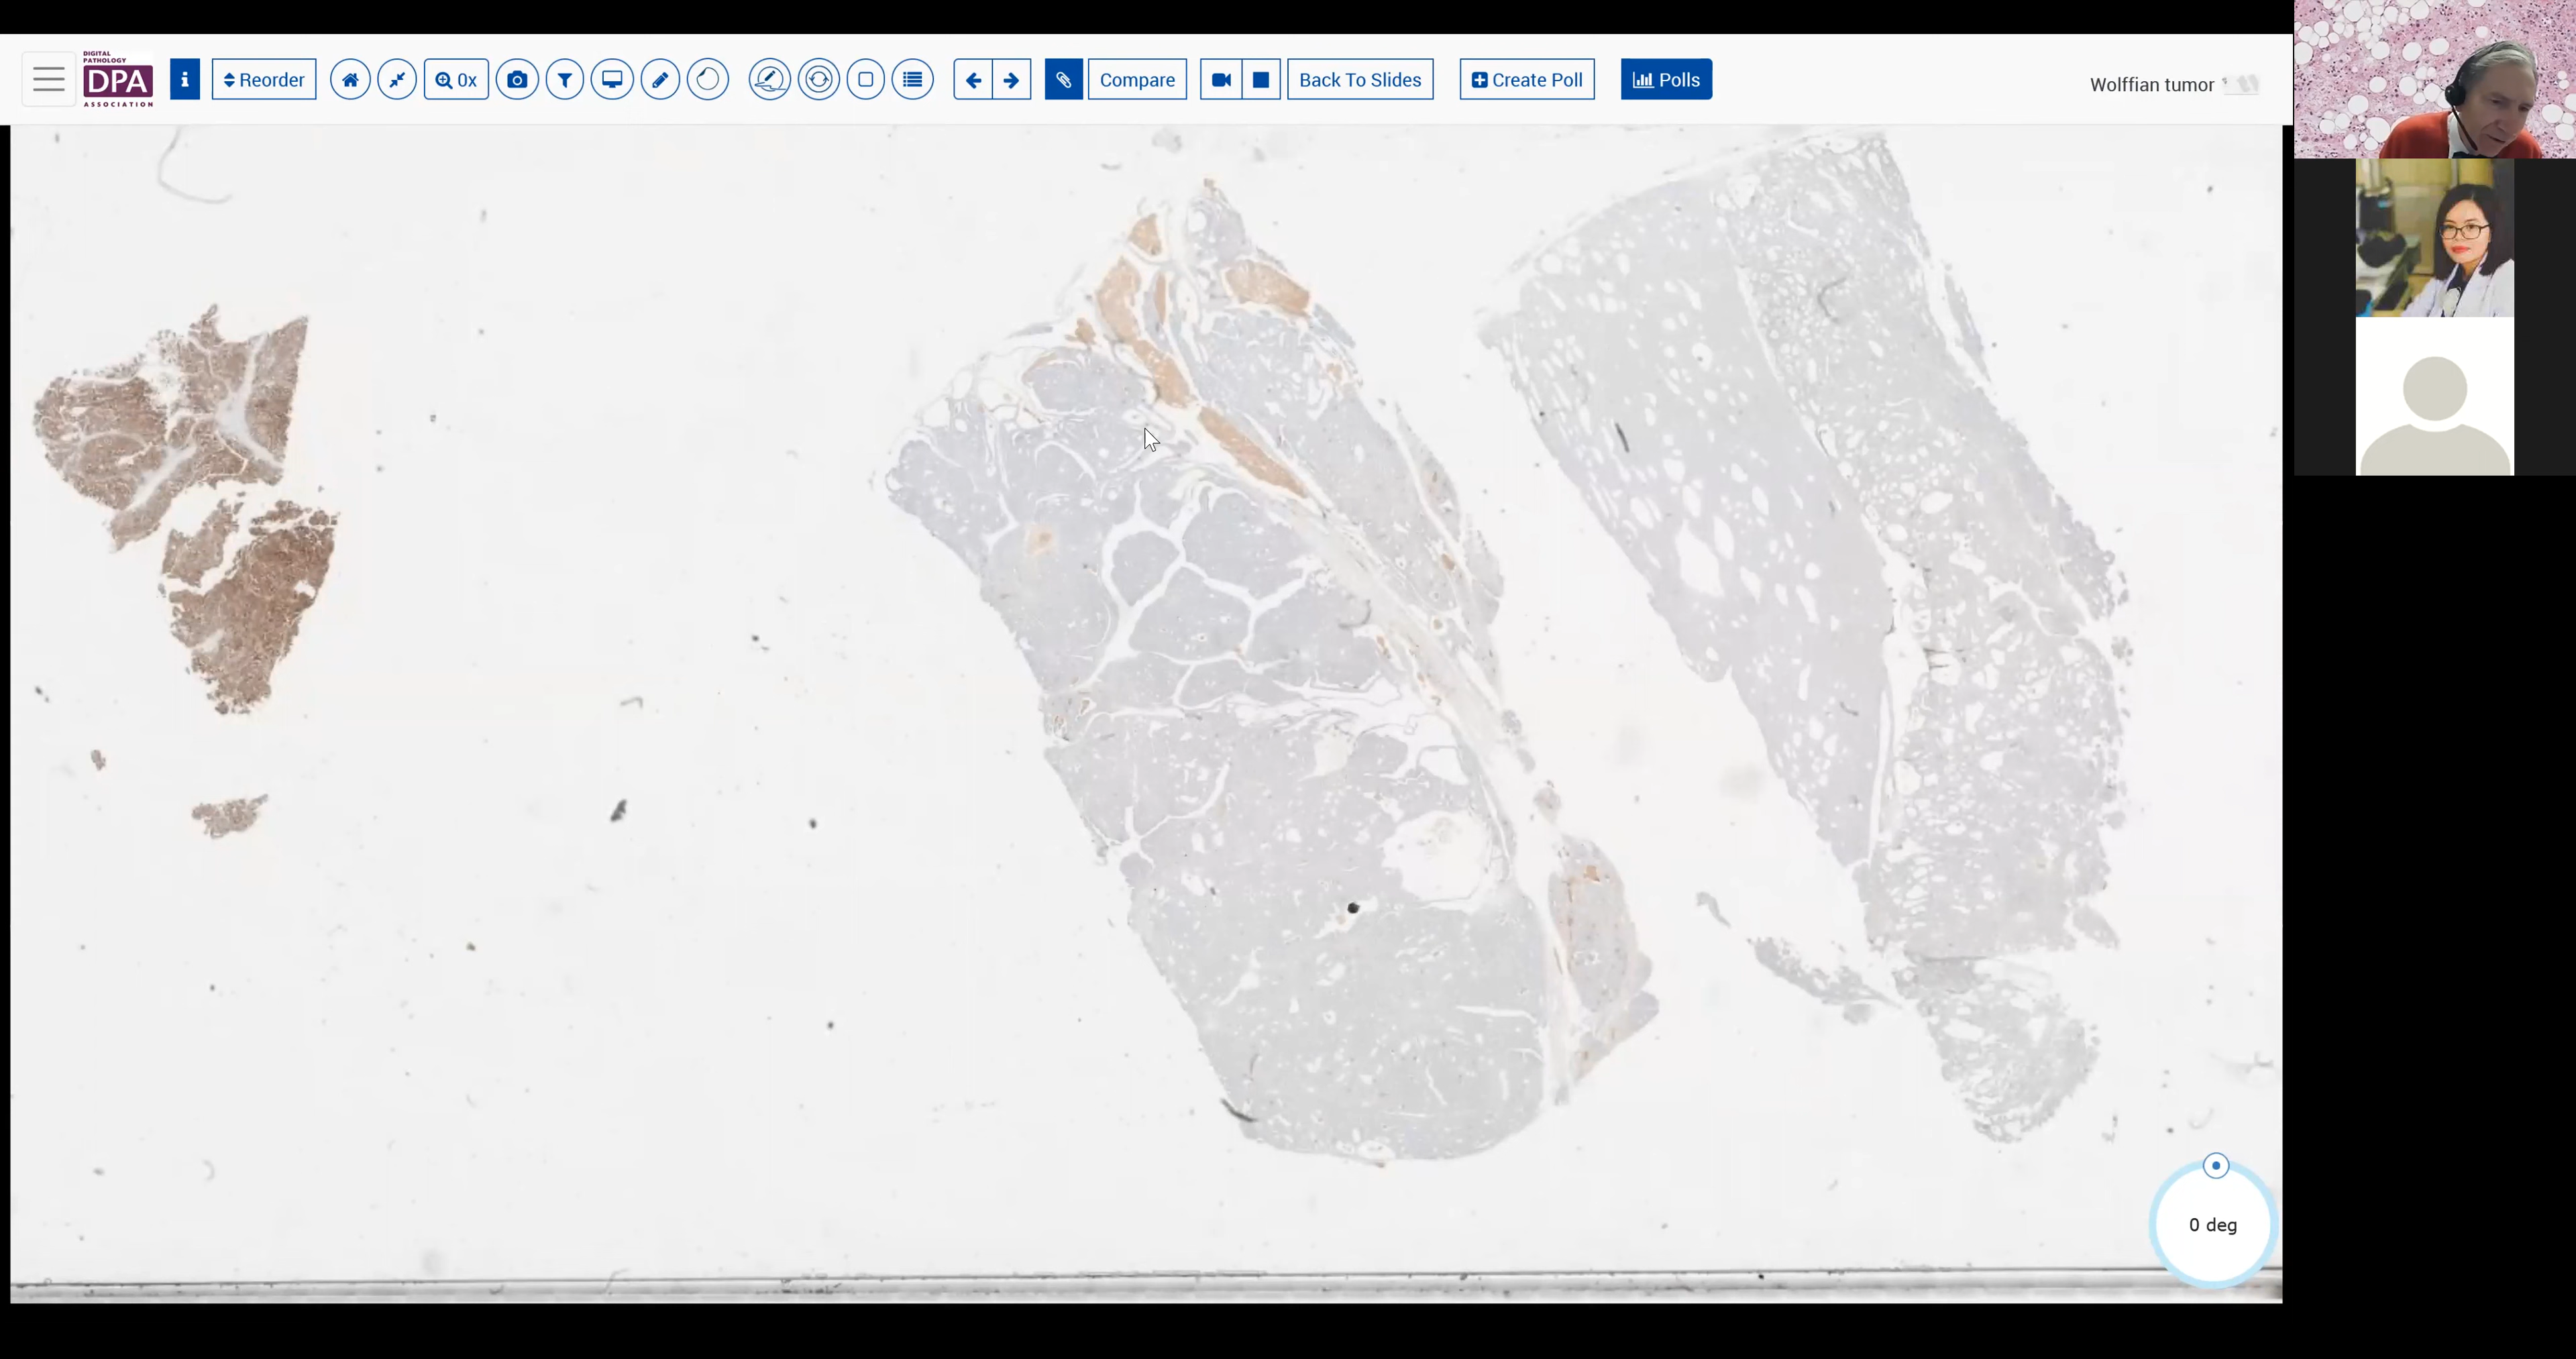 DIGITAL
PATHOLOGY
DPA
ASSOCIATION
i
Reorder
0x
Compare
Back To Slides
Create Poll
Polls
Wolffian tumor
0 deg